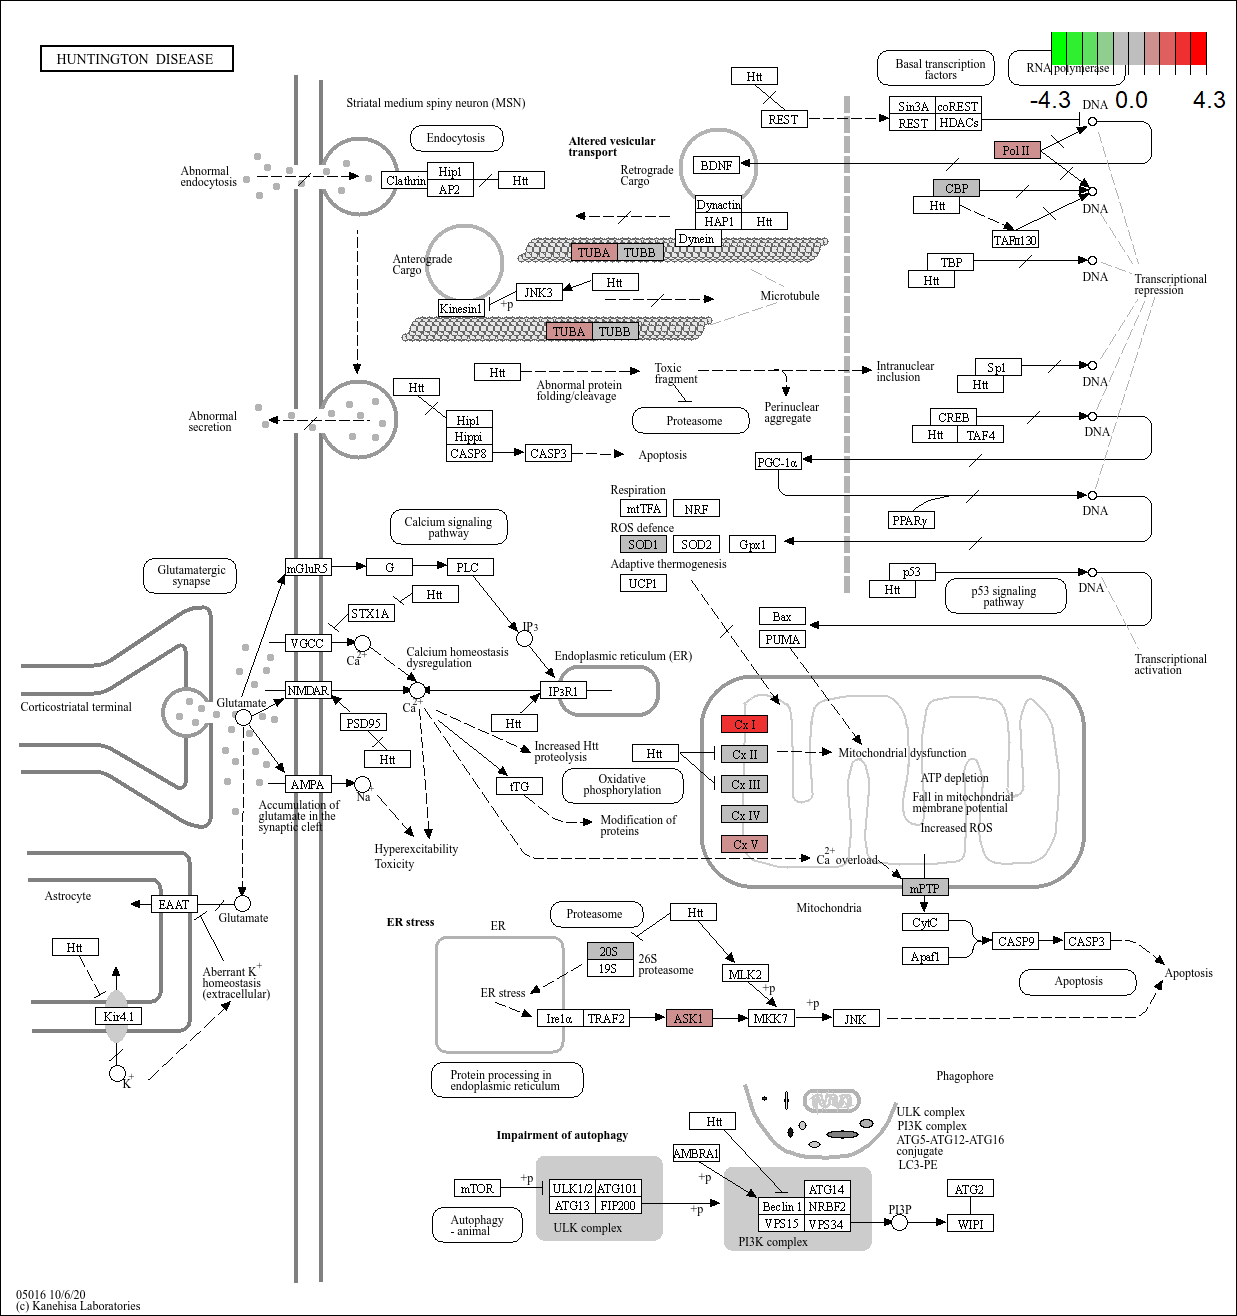 HUNTINGTON DISEASE
-4.3 0.0 4.3
Striatal medium spiny neuron (MSN)
Endocytosis
Abnormal
endocytosis
Clathrin
Hip1
AP2
Htt
Altered vesicular
transport
Retrograde
Cargo
BDNF
Dynactin
HAP1
Htt
Dynein
TUBA
TUBB
Anterograde
Cargo
Kinesin1
+p
JNK3
Htt
Microtubule
TUBA
TUBB
Htt
REST
Basal transcription
factors
RNA polymerase
Sin3A
coREST
REST
HDACs
DNA
Pol II
CBP
Htt
TAFII130
DNA
TBP
Htt
DNA
Transcriptional
repression
Sp1
Htt
DNA
CREB
Htt
TAF4
DNA
PGC-1α
PPARγ
DNA
p53
Htt
DNA
p53 signaling
pathway
Transcriptional
activation
Htt
Abnormal protein
folding/cleavage
Toxic
fragment
Proteasome
Perinuclear
aggregate
Intranuclear
inclusion
Abnormal
secretion
Htt
Hip1
Hippi
CASP8
CASP3
Apoptosis
Respiration
mtTFA
NRF
ROS defence
SOD1
SOD2
Gpx1
Adaptive thermogenesis
UCP1
Bax
PUMA
Calcium signaling
pathway
Glutamatergic
synapse
mGluR5
G
PLC
Htt
STX1A
VGCC
Ca2+
IP3
Calcium homeostasis
dysregulation
Endoplasmic reticulum (ER)
IP3R1
Htt
NMDAR
Ca2+
PSD95
Htt
Corticostriatal terminal
Glutamate
AMPA
Na+
Accumulation of
glutamate in the
synaptic cleft
Increased Htt
proteolysis
tTG
Modification of
proteins
Hyperexcitability
Toxicity
Htt
Oxidative
phosphorylation
Cx I
Cx II
Cx III
Cx IV
Cx V
Mitochondrial dysfunction
ATP depletion
Fall in mitochondrial
membrane potential
Increased ROS
Ca2+ overload
mPTP
Mitochondria
CytC
Apaf1
CASP9
CASP3
Apoptosis
Apoptosis
Astrocyte
EAAT
Glutamate
Htt
Kir4.1
K+
Aberrant K+
homeostasis
(extracellular)
ER stress
ER
Proteasome
Htt
20S
19S
26S
proteasome
MLK2
+p
ER stress
Ire1α
TRAF2
ASK1
MKK7
+p
JNK
Protein processing in
endoplasmic reticulum
Impairment of autophagy
mTOR
+p
ULK1/2
ATG101
ATG13
FIP200
ULK complex
Autophagy
- animal
Htt
AMBRA1
+p
+p
ATG14
Beclin 1
NRBF2
VPS15
VPS34
PI3K complex
PI3P
ATG2
WIPI
Phagophore
ULK complex
PI3K complex
ATG5-ATG12-ATG16
conjugate
LC3-PE
05016 10/6/20
(c) Kanehisa Laboratories